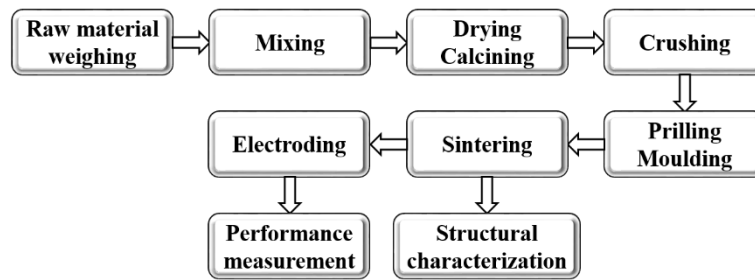 Raw material
weighing
Mixing
Drying
Calcining
Crushing
Prilling
Moulding
Sintering
Electroding
Performance
measurement
Structural
characterization